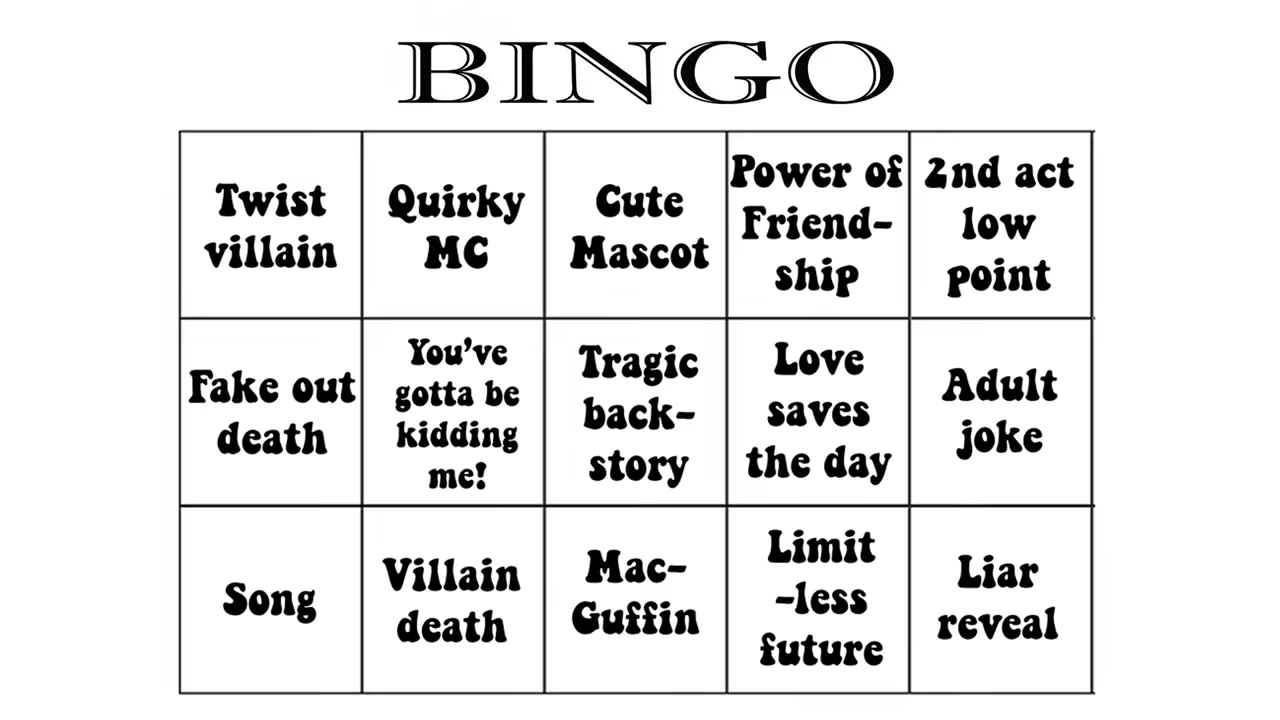 BINGO
Twist
villain
Quirky
MC
Cute
Mascot
Power of
Friend-
ship
2nd act
low
point
Fake out
death
You've
gotta be
kidding
me!
Tragic
back-
story
Love
saves
the day
Adult
joke
Song
Villain
death
Mac-
Guffin
Limit
-less
future
Liar
reveal